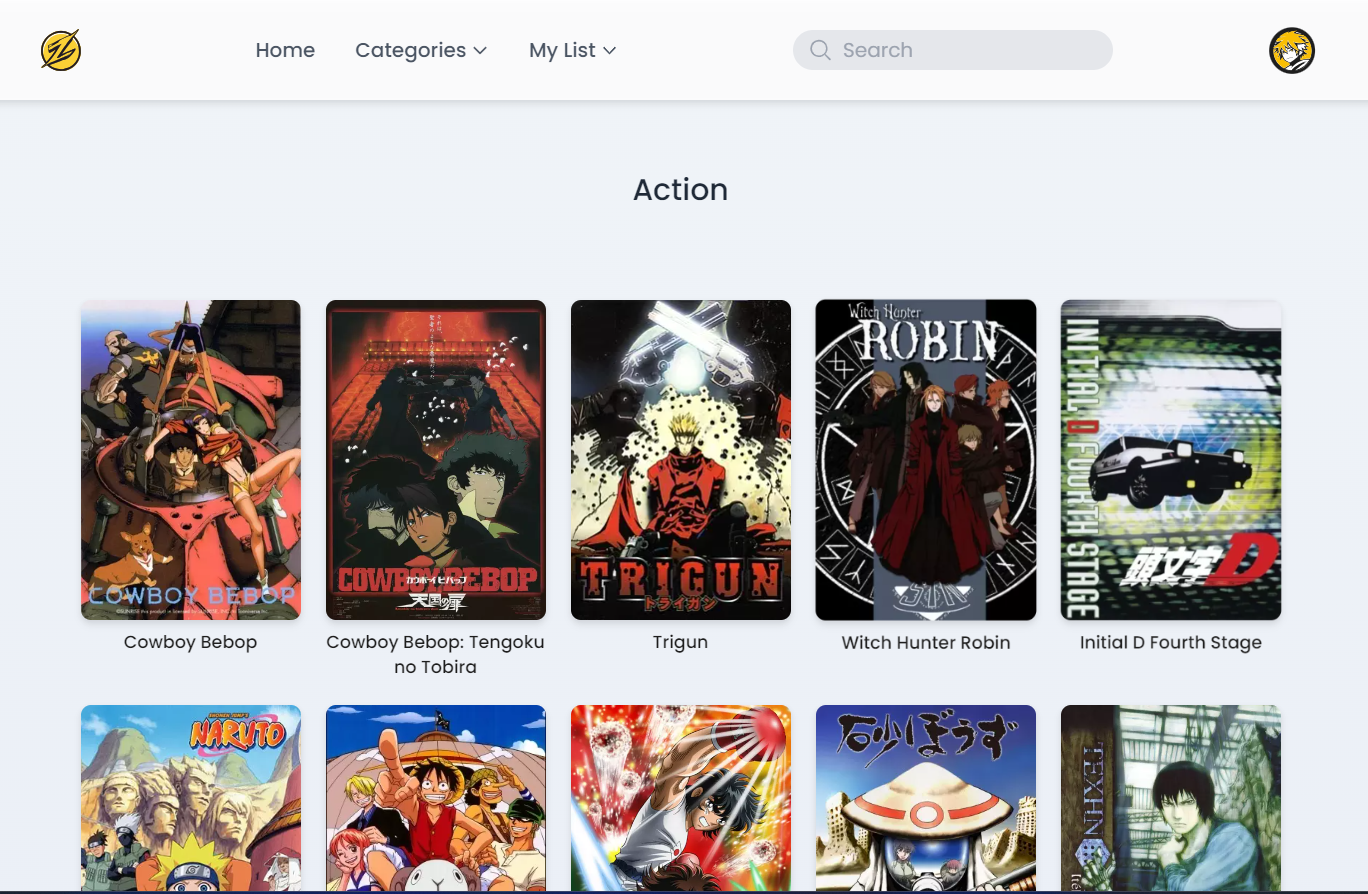 Home
Categories
My List
Search
Action
COWBOY BEBOP
Cowboy Bebop
COWBOY BEBOP
カウボーイビバップ
天国の扉
Cowboy Bebop: Tengoku
no Tobira
TRIGUN
トライガン
Trigun
Witch Hunter
ROBIN
Witch Hunter Robin
INITIAL D FOURTH STAGE
頭文字D
Initial D Fourth Stage
SHONEN JUMP'S
NARUTO
砂ぼうず
TEXHN